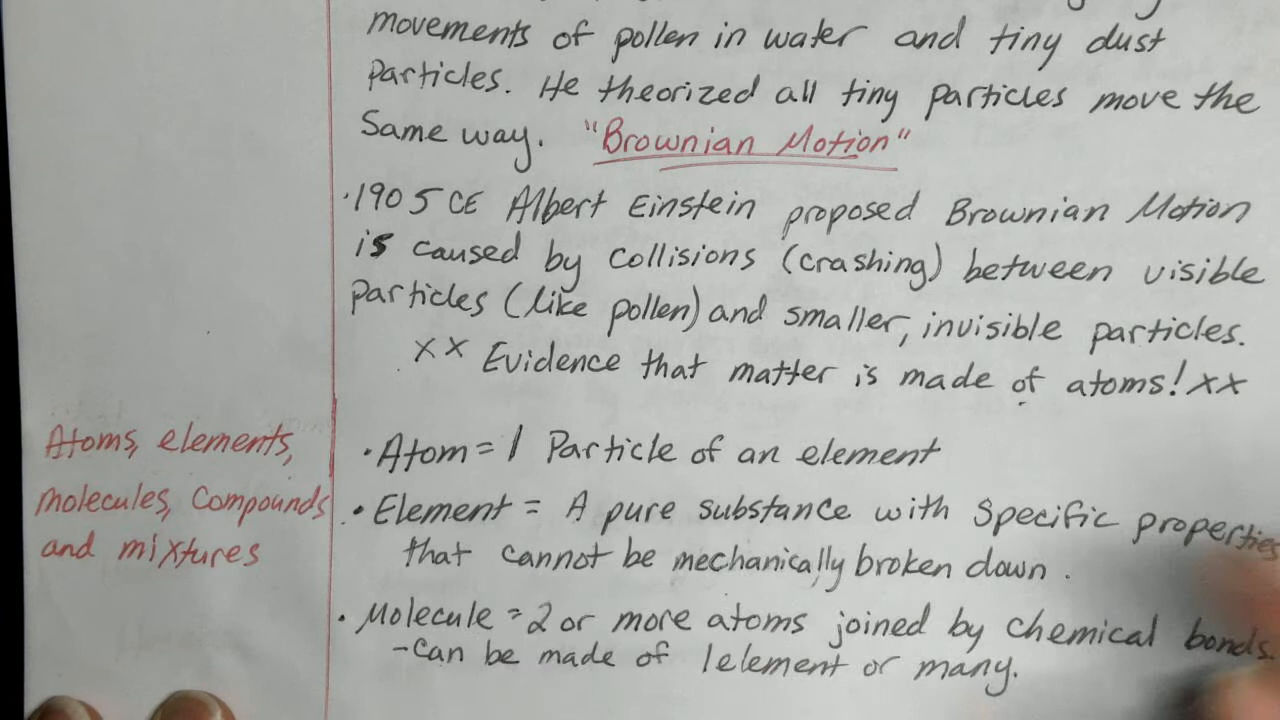 movements of pollen in water and tiny dust
particles. He theorized all tiny particles move the
Same way. "Brownian Motion"
·1905 CE Albert Einstein proposed Brownian Motion
is caused by collisions (crashing) between visible
particles (like pollen) and smaller, invisible particles.
xx Evidence that matter is made of atoms! xx
Atoms, elements,
molecules, compounds
and mixtures
·Atom = 1 Particle of an element
·Element = A pure substance with specific properties
that cannot be mechanically broken down.
·Molecule = 2 or more atoms joined by chemical bonds.
-Can be made of 1 element or many.